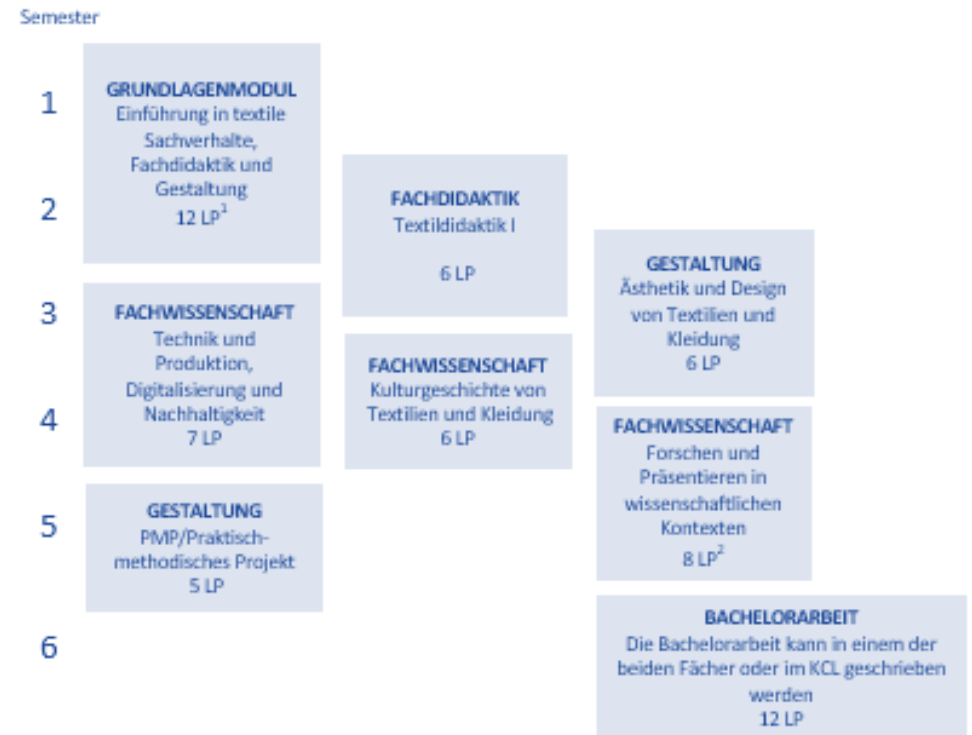 Semester
1
GRUNDLAGENMODUL
Einführung in textile
Sachverhalte,
Fachdidaktik und
Gestaltung
12 LP¹
2
FACHDIDAKTIK
Textildidaktik I
6 LP
GESTALTUNG
Ästhetik und Design
von Textilien und
Kleidung
6 LP
3
FACHWISSENSCHAFT
Technik und
Produktion,
Digitalisierung und
Nachhaltigkeit
7 LP
FACHWISSENSCHAFT
Kulturgeschichte von
Textilien und Kleidung
6 LP
4
FACHWISSENSCHAFT
Forschen und
Präsentieren in
wissenschaftlichen
Kontexten
8 LP²
5
GESTALTUNG
PMP/Praktisch-
methodisches Projekt
5 LP
6
BACHELORARBEIT
Die Bachelorarbeit kann in einem der
beiden Fächer oder im KCL geschrieben
werden
12 LP